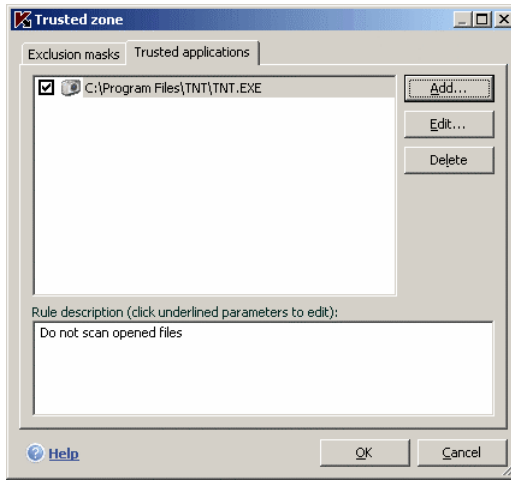 Trusted zone
Exclusion masks
Trusted applications
C:\Program Files\TNT\TNT.EXE
Add...
Edit...
Delete
Rule description (click underlined parameters to edit):
Do not scan opened files
Help
OK
Cancel